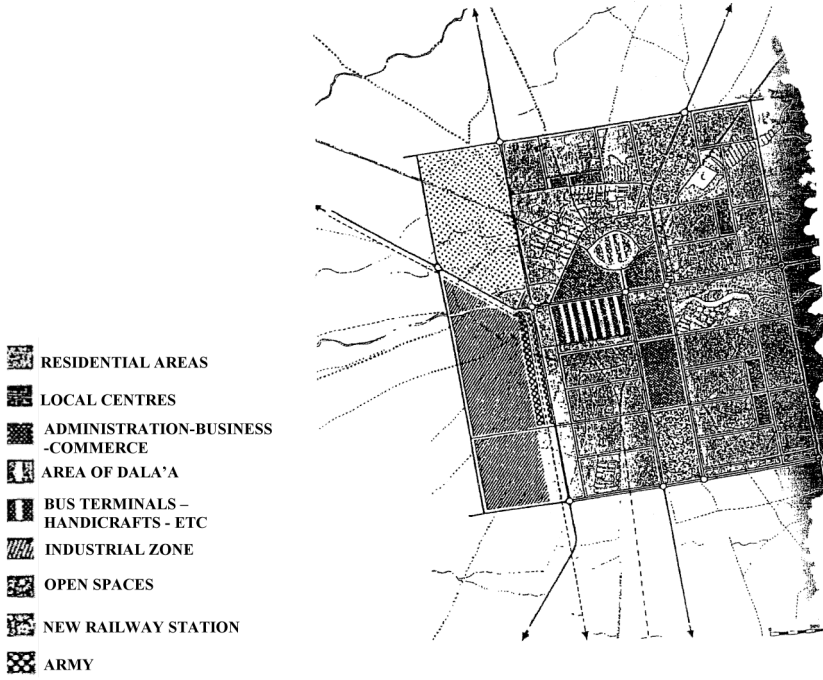 RESIDENTIAL AREAS
LOCAL CENTRES
ADMINISTRATION-BUSINESS
-COMMERCE
AREA OF DALA'A
BUS TERMINALS –
HANDICRAFTS - ETC
INDUSTRIAL ZONE
OPEN SPACES
NEW RAILWAY STATION
ARMY